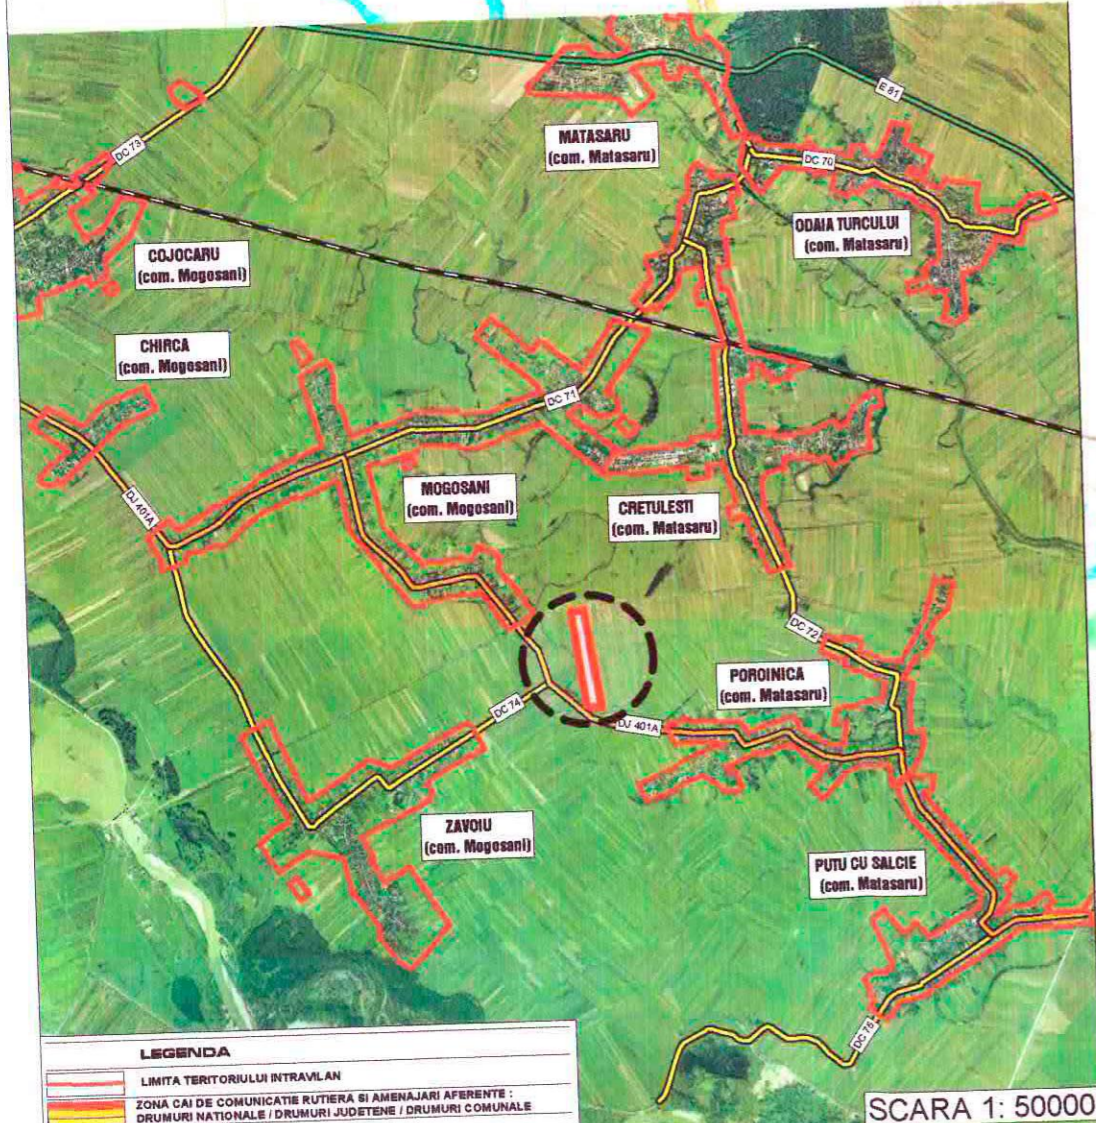 E 81
MATASARU
(com. Matasaru)
DC 73
DC 70
ODAIA TURCULUI
(com. Matasaru)
COJOCARU
(com. Mogosani)
CHIRCA
(com. Mogosani)
DC 71
MOGOSANI
(com. Mogosani)
CRETULESTI
(com. Matasaru)
DJ 401A
DC 72
POROINICA
(com. Matasaru)
DC 74
DJ 401A
ZAVOIU
(com. Mogosani)
PUTU CU SALCIE
(com. Matasaru)
DC 75
LEGENDA
LIMITA TERITORIULUI INTRAVILAN
ZONA CAI DE COMUNICATIE RUTIERA SI AMENAJARI AFERENTE :
DRUMURI NATIONALE / DRUMURI JUDETENE / DRUMURI COMUNALE
SCARA 1: 50000